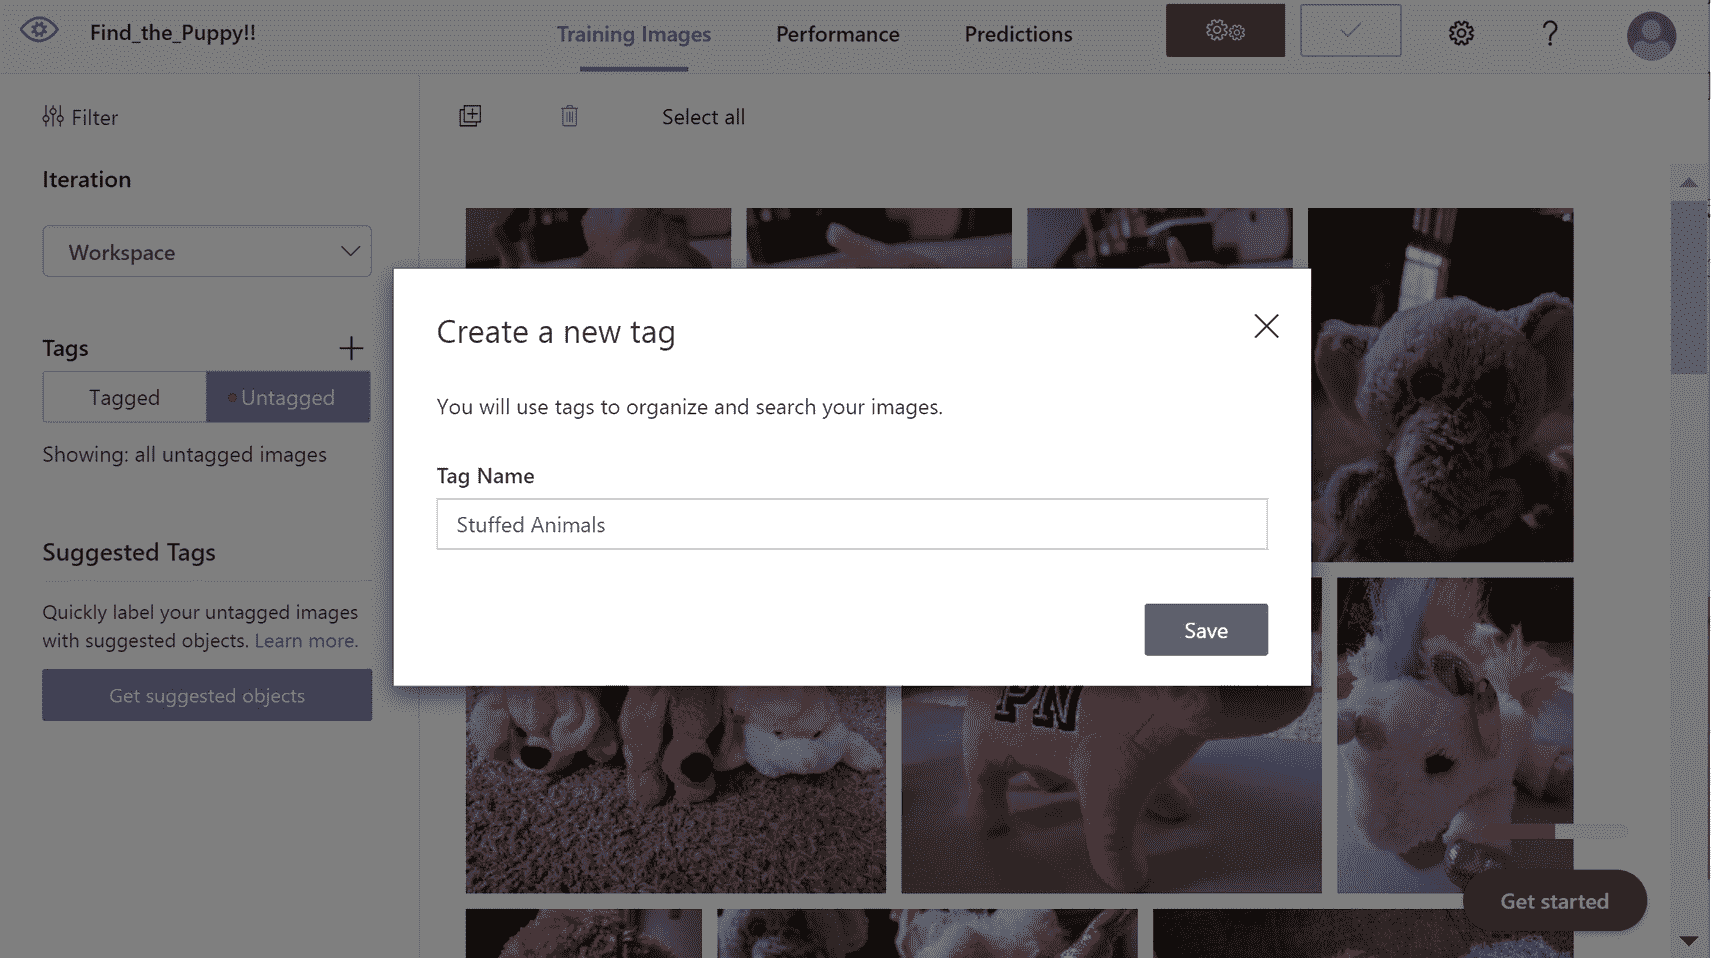 Find_the_Puppy!!
Training Images
Performance
Predictions
?
Filter
Select all
Iteration
Workspace
Tags
Tagged
Untagged
Showing: all untagged images
Suggested Tags
Quickly label your untagged images
with suggested objects. Learn more.
Get suggested objects
Create a new tag
You will use tags to organize and search your images.
Tag Name
Stuffed Animals
Save
PN
Get started